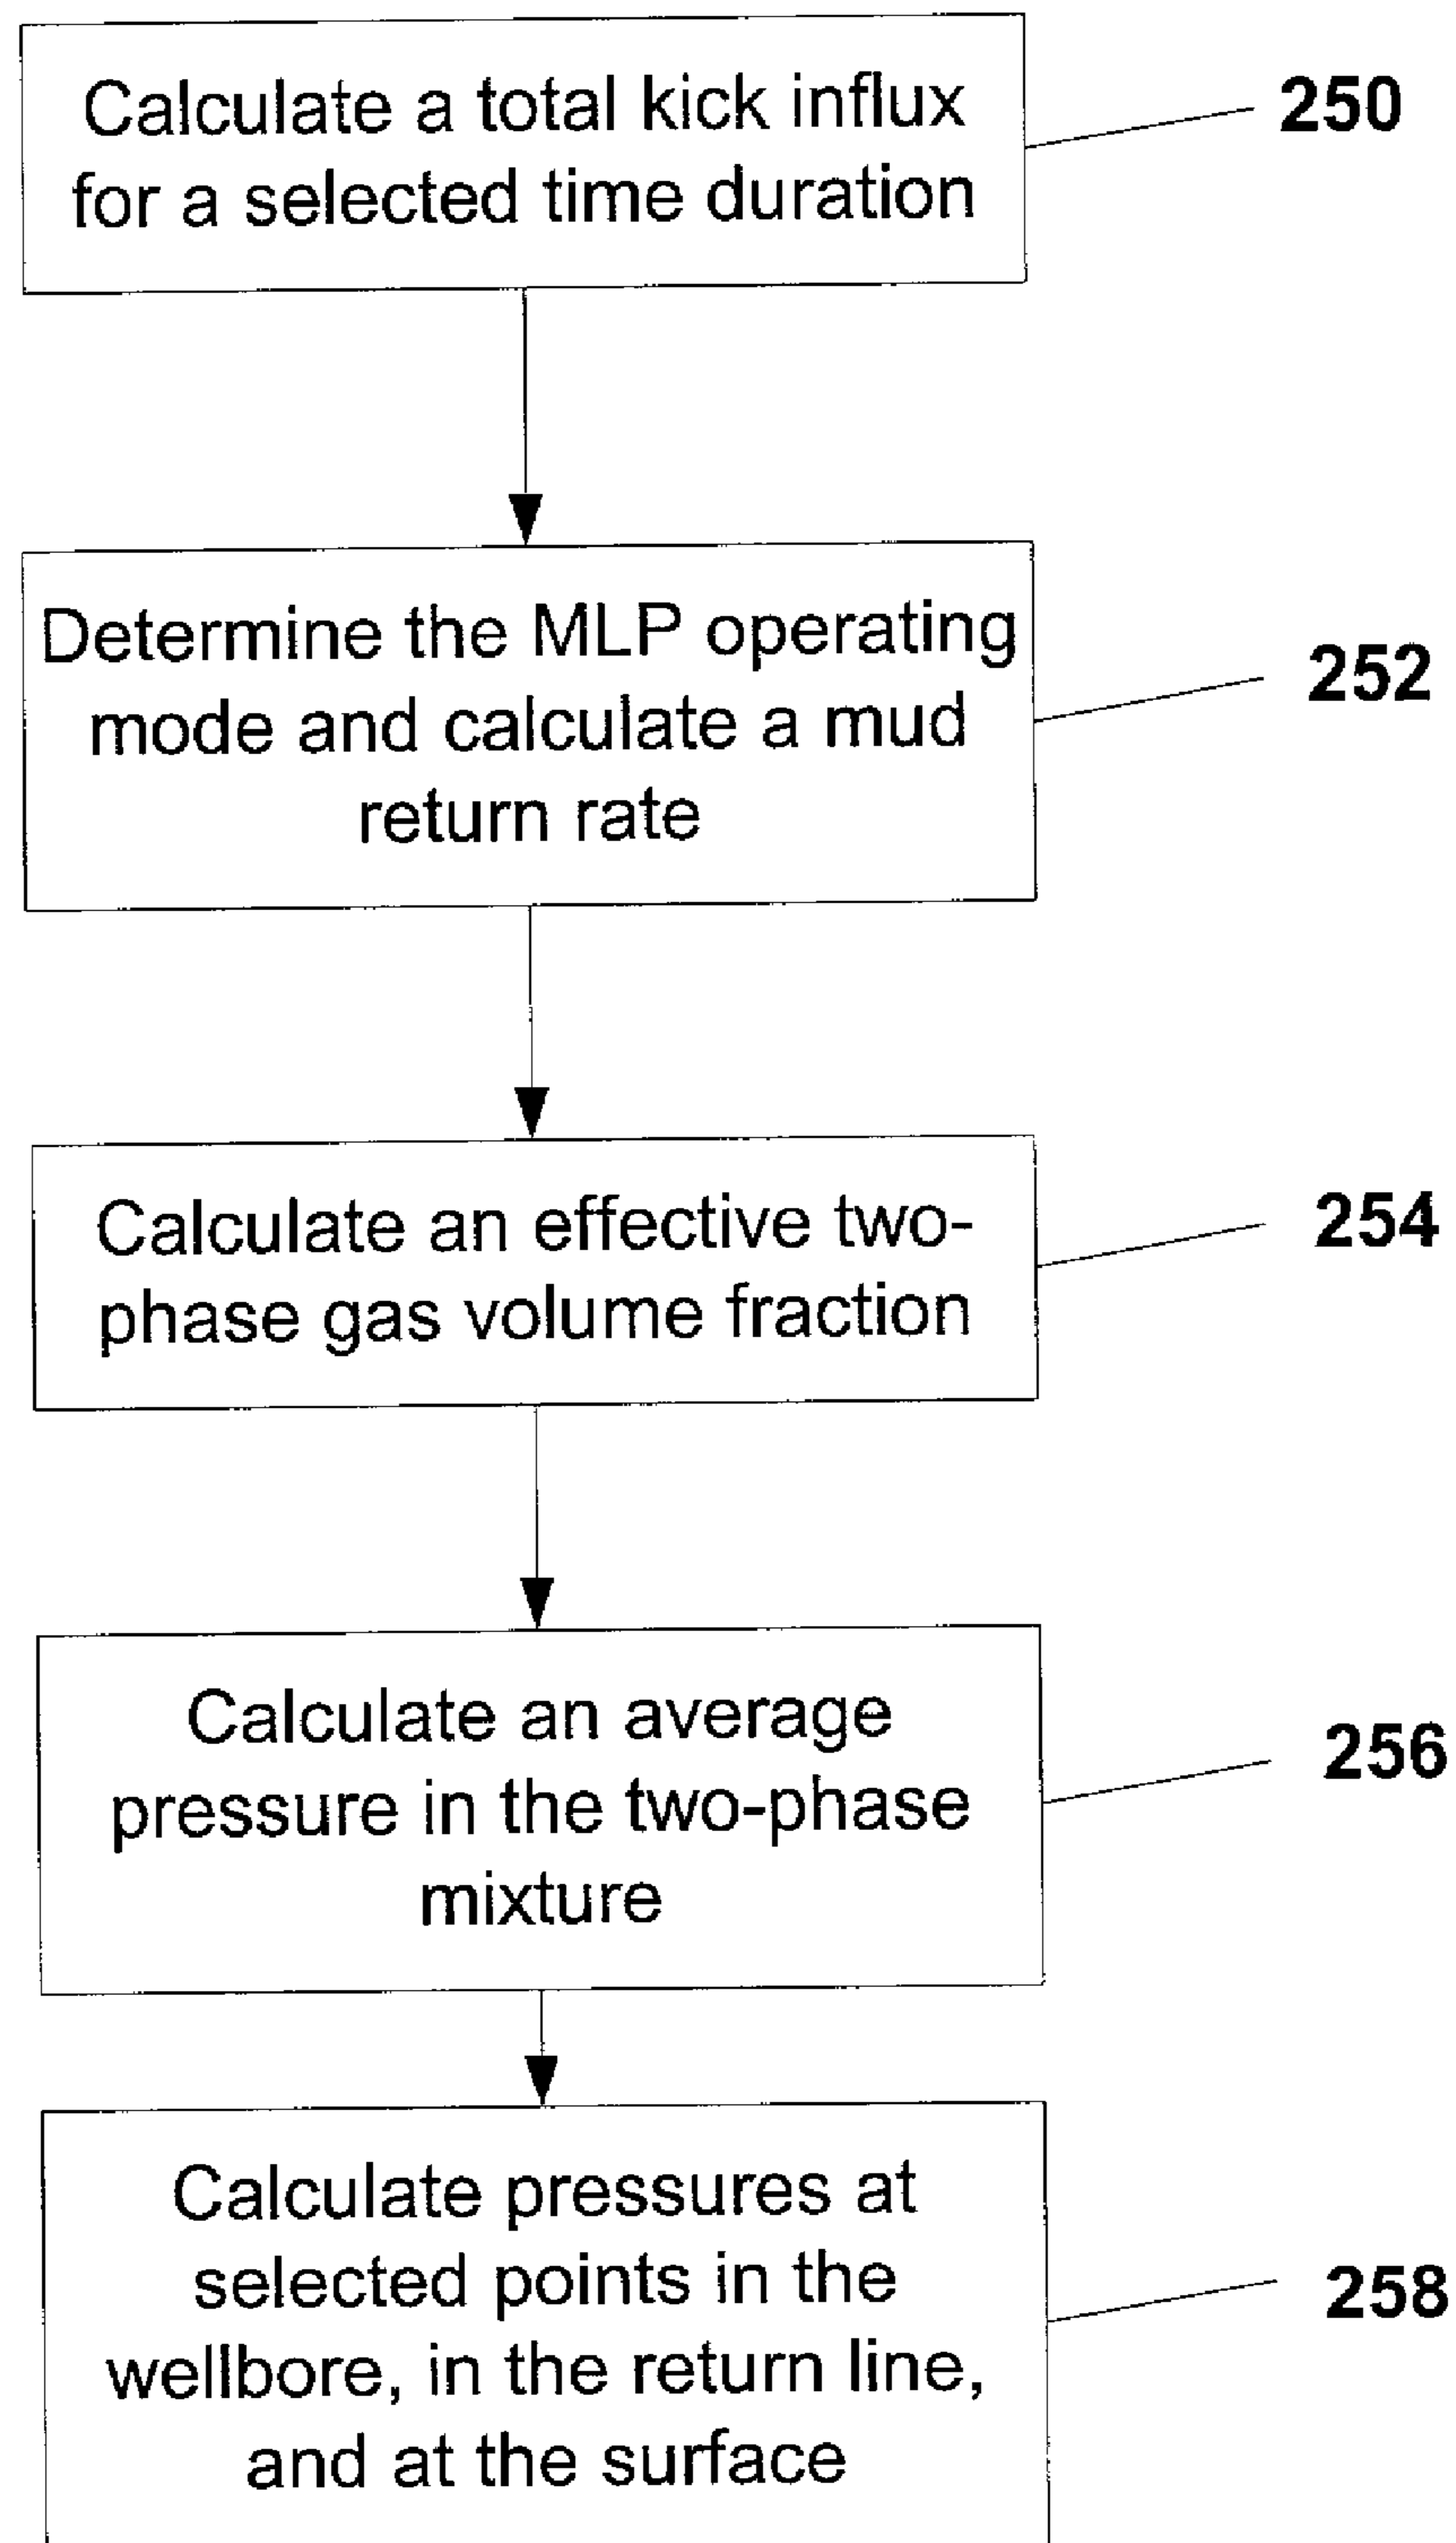 Calculate a total kick influx
for a selected time duration
250
Determine the MLP operating
mode and calculate a mud
return rate
252
Calculate an effective two-
phase gas volume fraction
254
Calculate an average
pressure in the two-phase
mixture
256
Calculate pressures at
selected points in the
wellbore, in the return line,
and at the surface
258